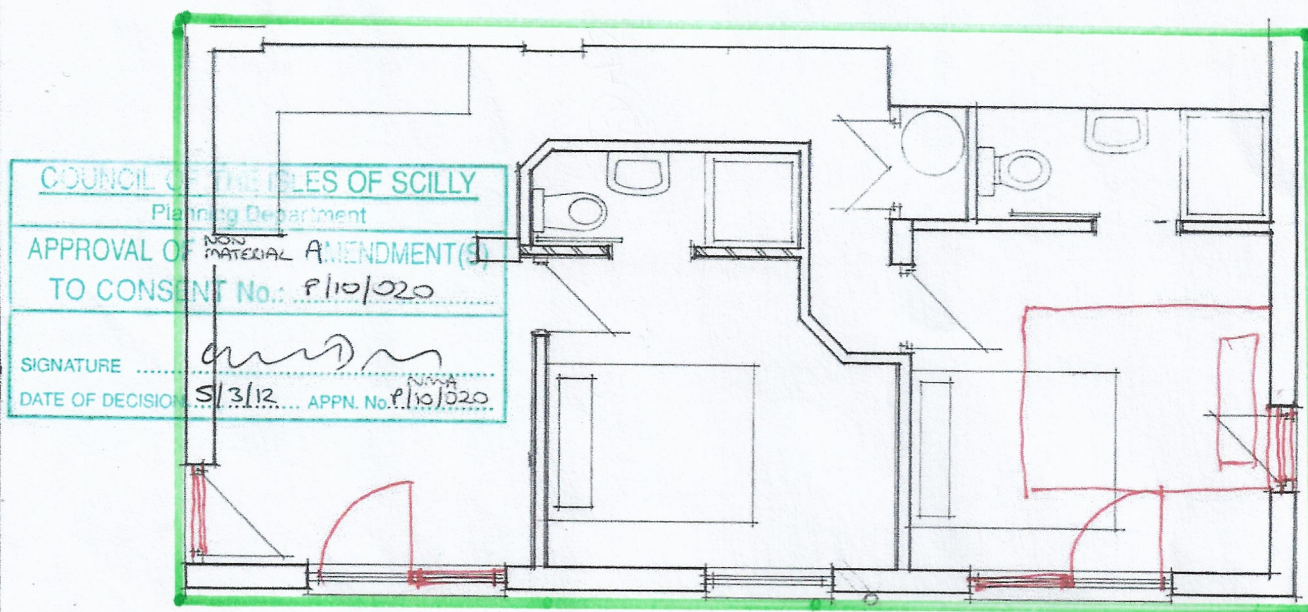 COUNCIL OF THE ISLES OF SCILLY
Planning Department
APPROVAL OF NON MATERIAL AMENDMENT(S)
TO CONSENT No.: P/10/020
SIGNATURE
DATE OF DECISION 5/3/12 APPN. No. P/10/020 NMA